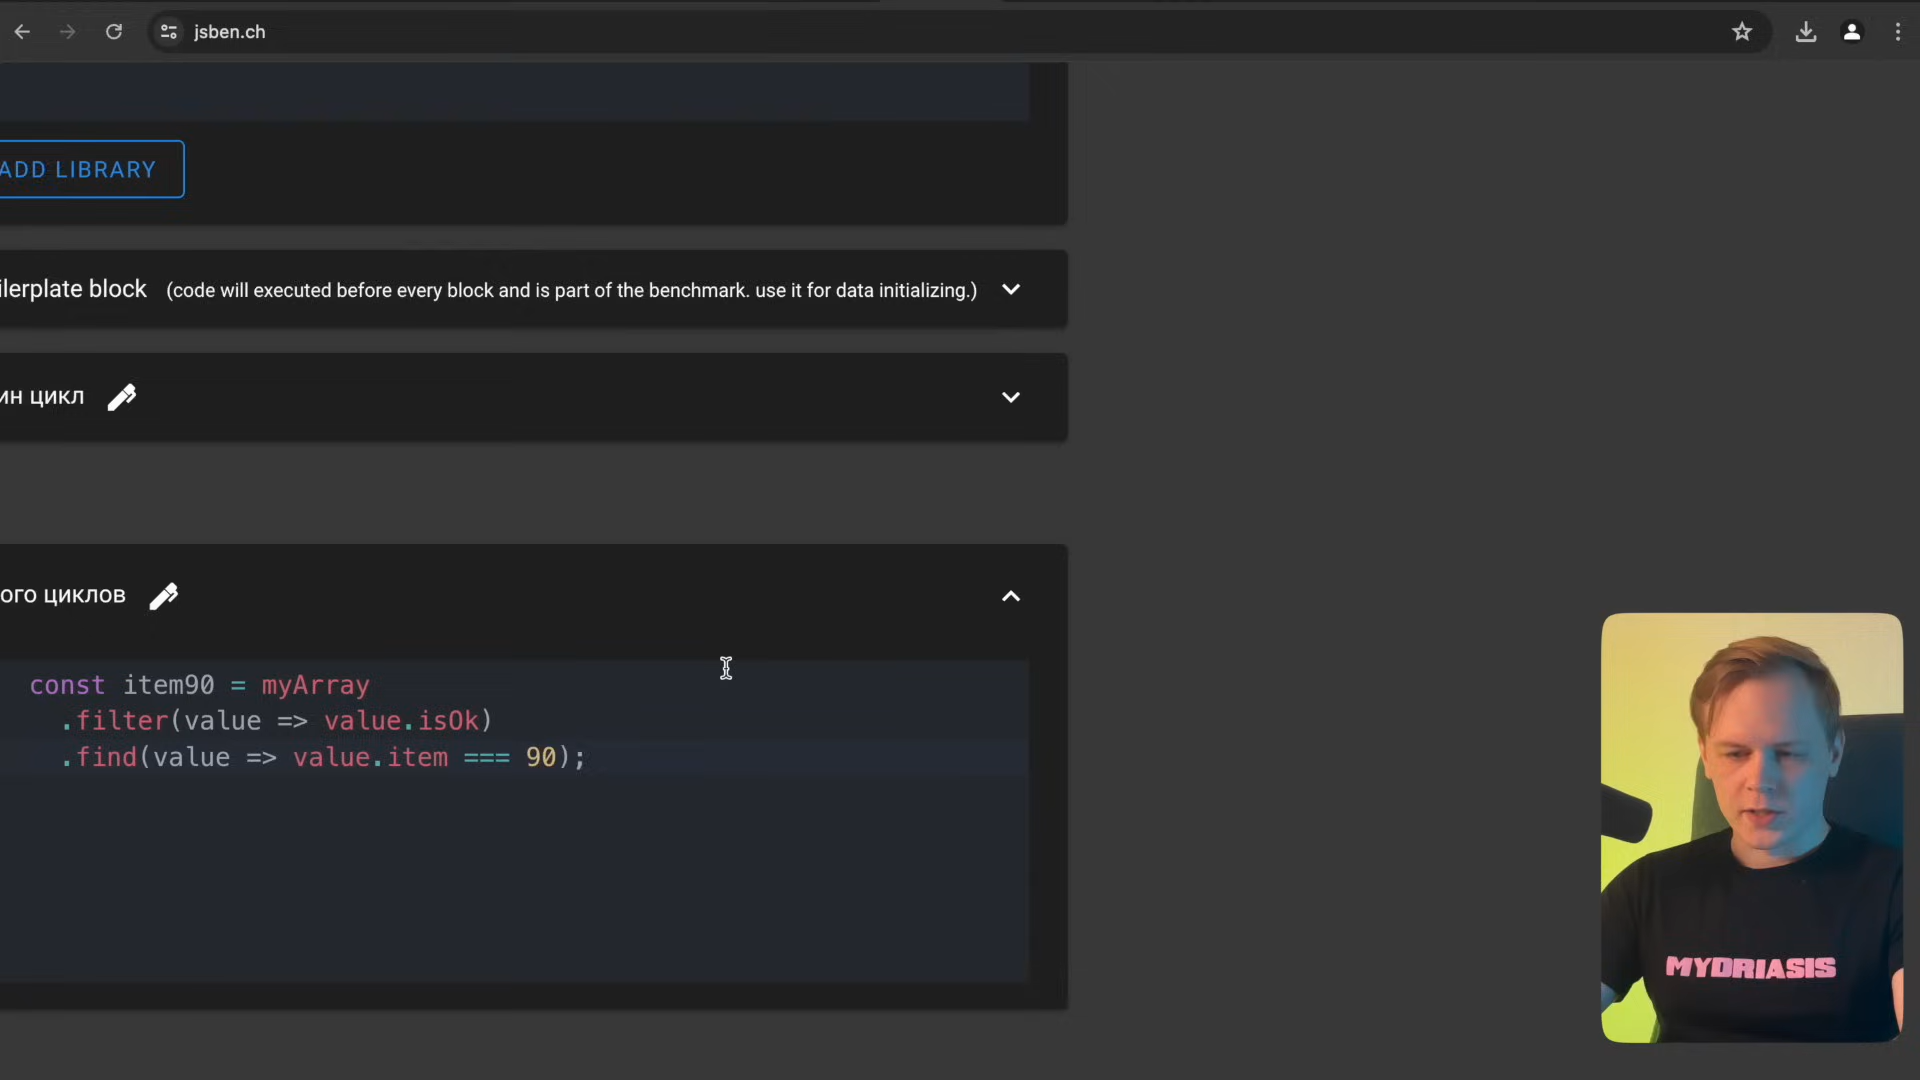 jsben.ch
ADD LIBRARY
ilerplate block (code will executed before every block and is part of the benchmark. use it for data initializing.)
ин цикл
ого циклов
const item90 = myArray
.filter(value => value.isOk)
.find(value => value.item === 90);
MYDRIASIS